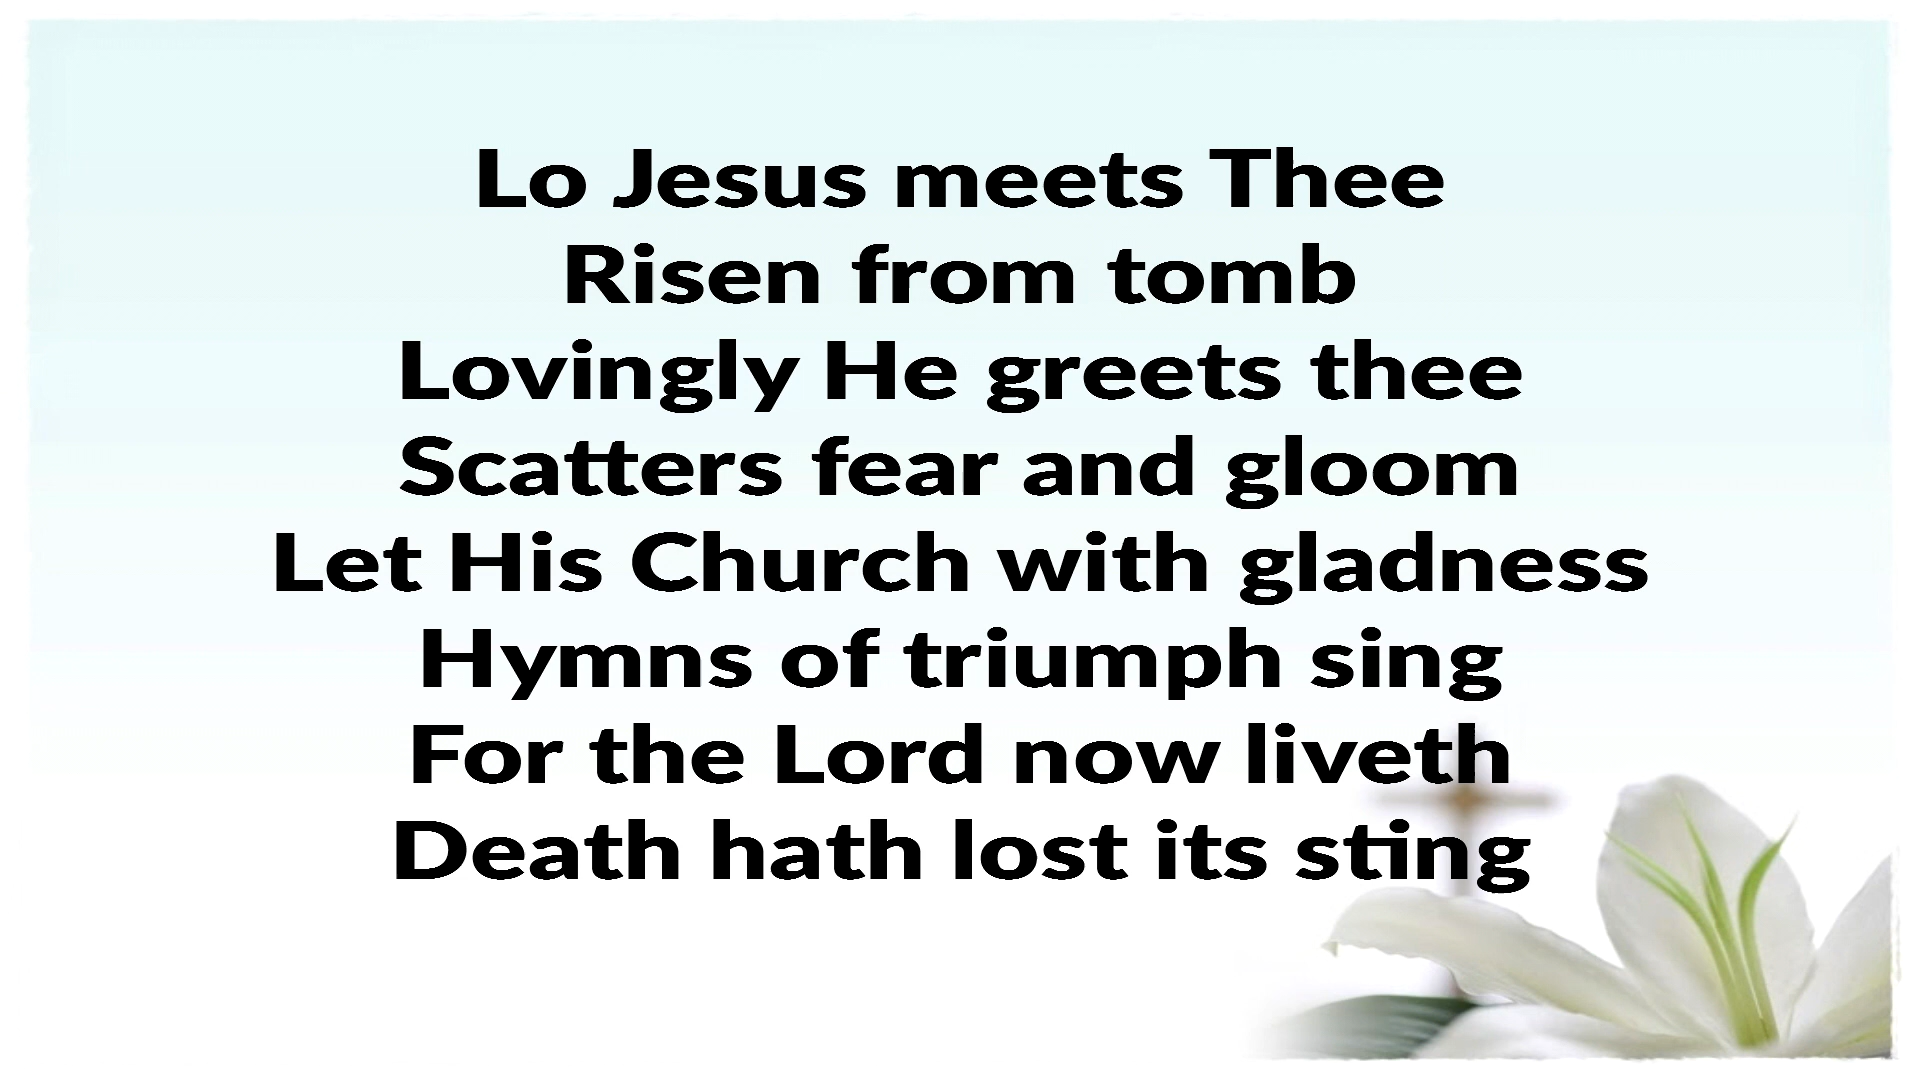 Lo Jesus meets Thee
Risen from tomb
Lovingly He greets thee
Scatters fear and gloom
Let His Church with gladness
Hymns of triumph sing
For the Lord now liveth
Death hath lost its sting